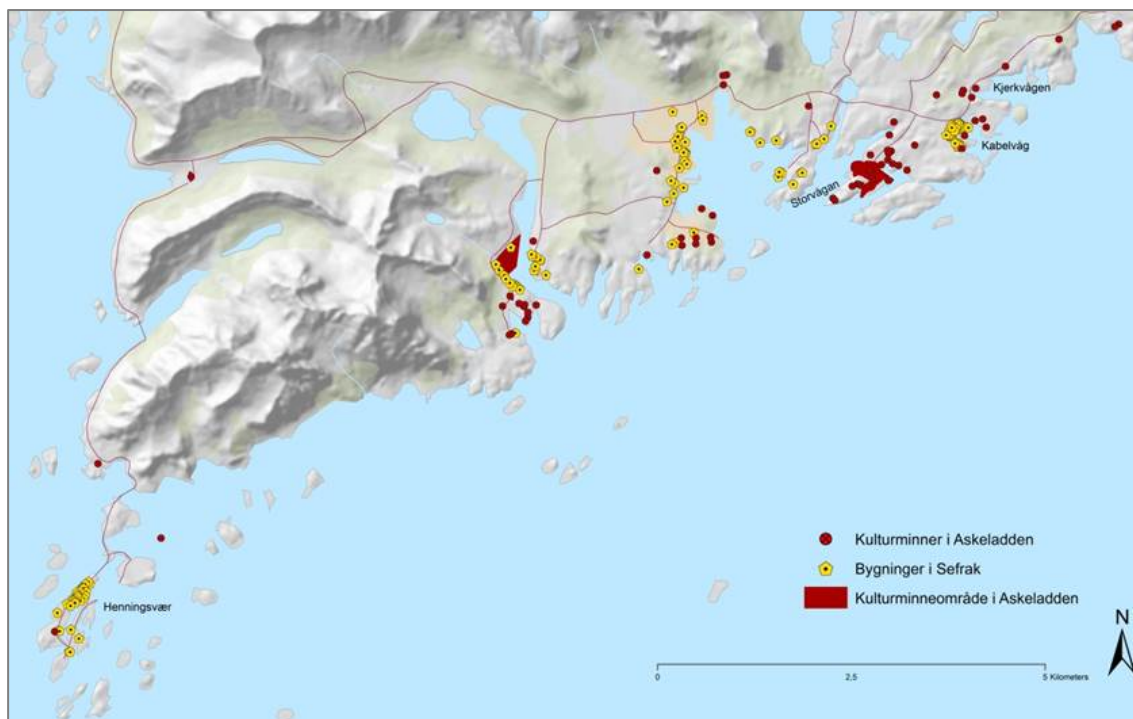 Kjerkvågen
Kabelvåg
Storvågan
Kulturminner i Askeladden
Bygninger i Sefrak
Henningsvær
Kulturminneområde i Askeladden
N
0
2,5
5 Kilometers